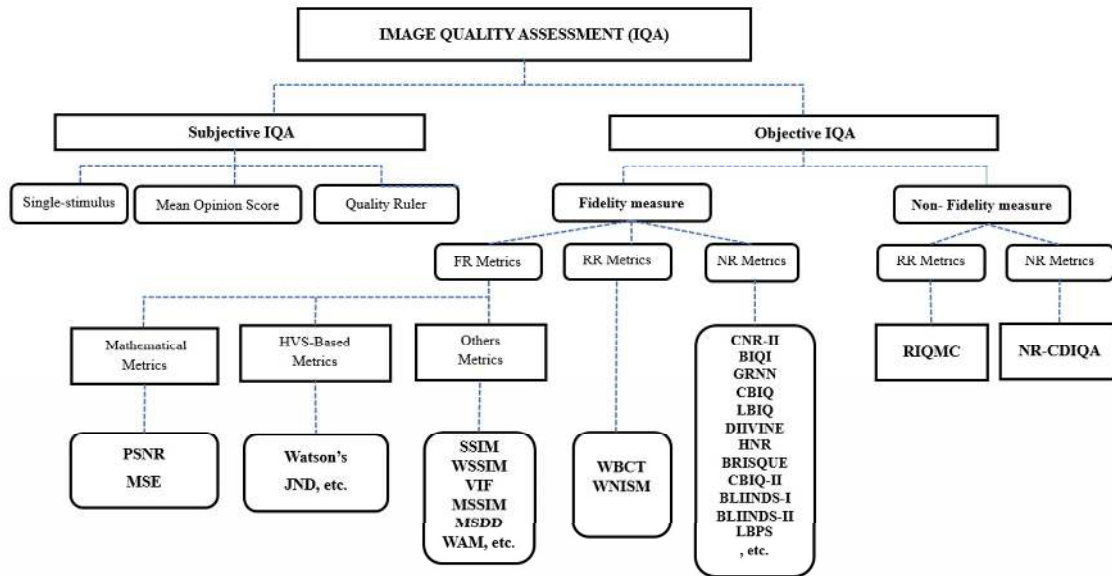 IMAGE QUALITY ASSESSMENT (IQA)
Subjective IQA
Objective IQA
Single-stimulus
Mean Opinion Score
Quality Ruler
Fidelity measure
Non- Fidelity measure
FR Metrics
RR Metrics
NR Metrics
RR Metrics
NR Metrics
Mathematical
Metrics
HVS-Based
Metrics
Others
Metrics
PSNR
MSE
Watson's
JND, etc.
SSIM
WSSIM
VIF
MSSIM
MSDD
WAM, etc.
WBCT
WNISM
CNR-II
BIQI
GRNN
CBIQ
LBIQ
DIIVINE
HNR
BRISQUE
CBIQ-II
BLIINDS-I
BLIINDS-II
LBPS
, etc.
RIQMC
NR-CDIQA